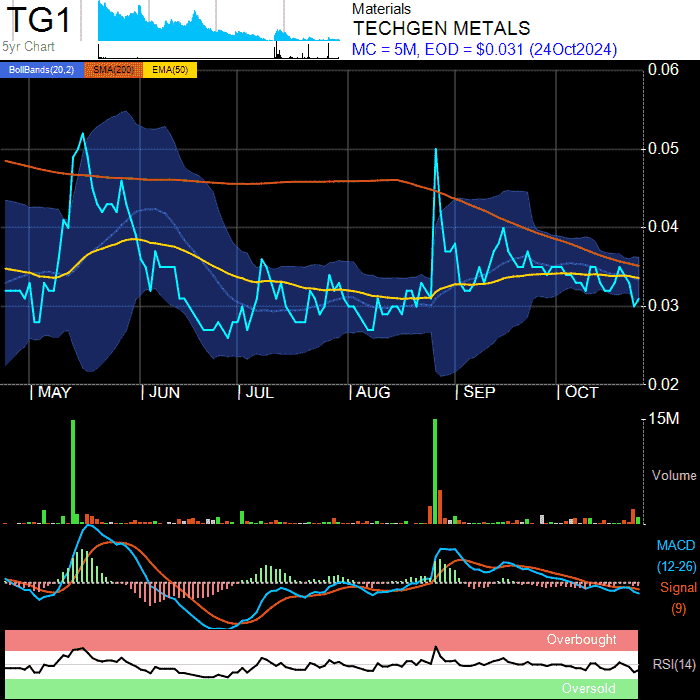 TG1
5yr Chart
Materials
TECHGEN METALS
MC = 5M, EOD = $0.031 (24Oct2024)
BollBands(20,2) SMA(200) EMA(50)
0.06
0.05
0.04
0.03
0.02
MAY JUN JUL AUG SEP OCT
15M
Volume
MACD
(12-26)
Signal
(9)
Overbought
RSI(14)
Oversold